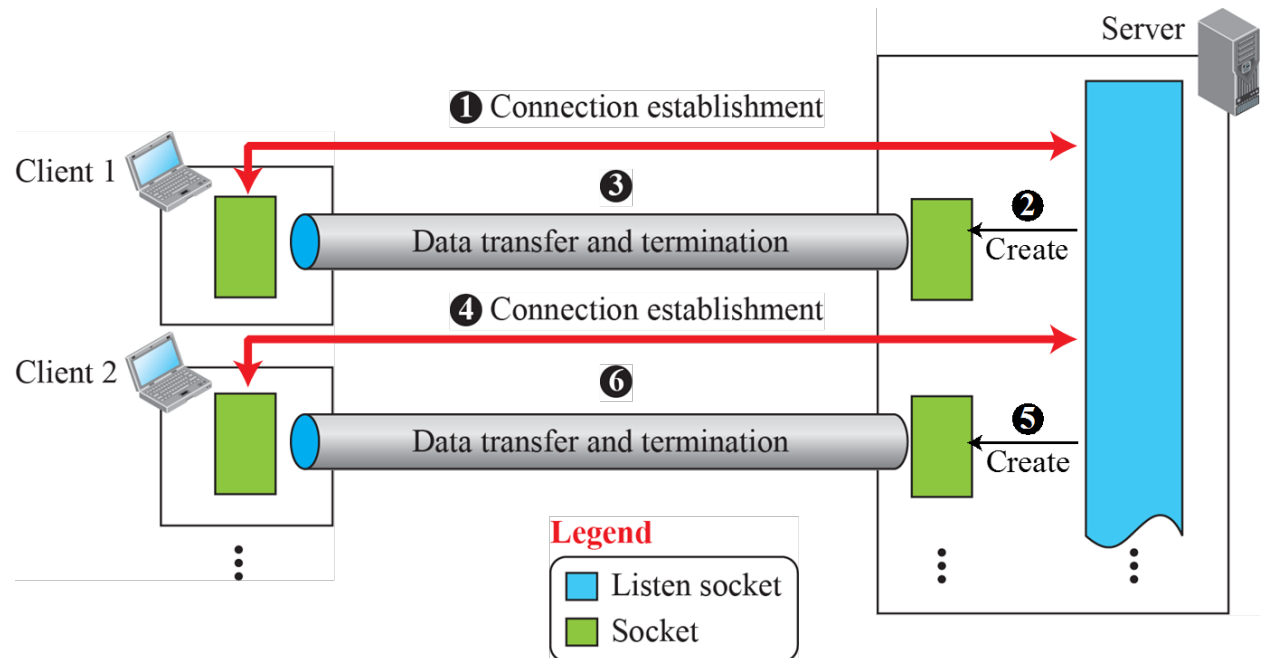 Server
❶ Connection establishment
Client 1
❸
❷
Data transfer and termination
Create
❹ Connection establishment
Client 2
❻
❺
Data transfer and termination
Create
Legend
Listen socket
Socket